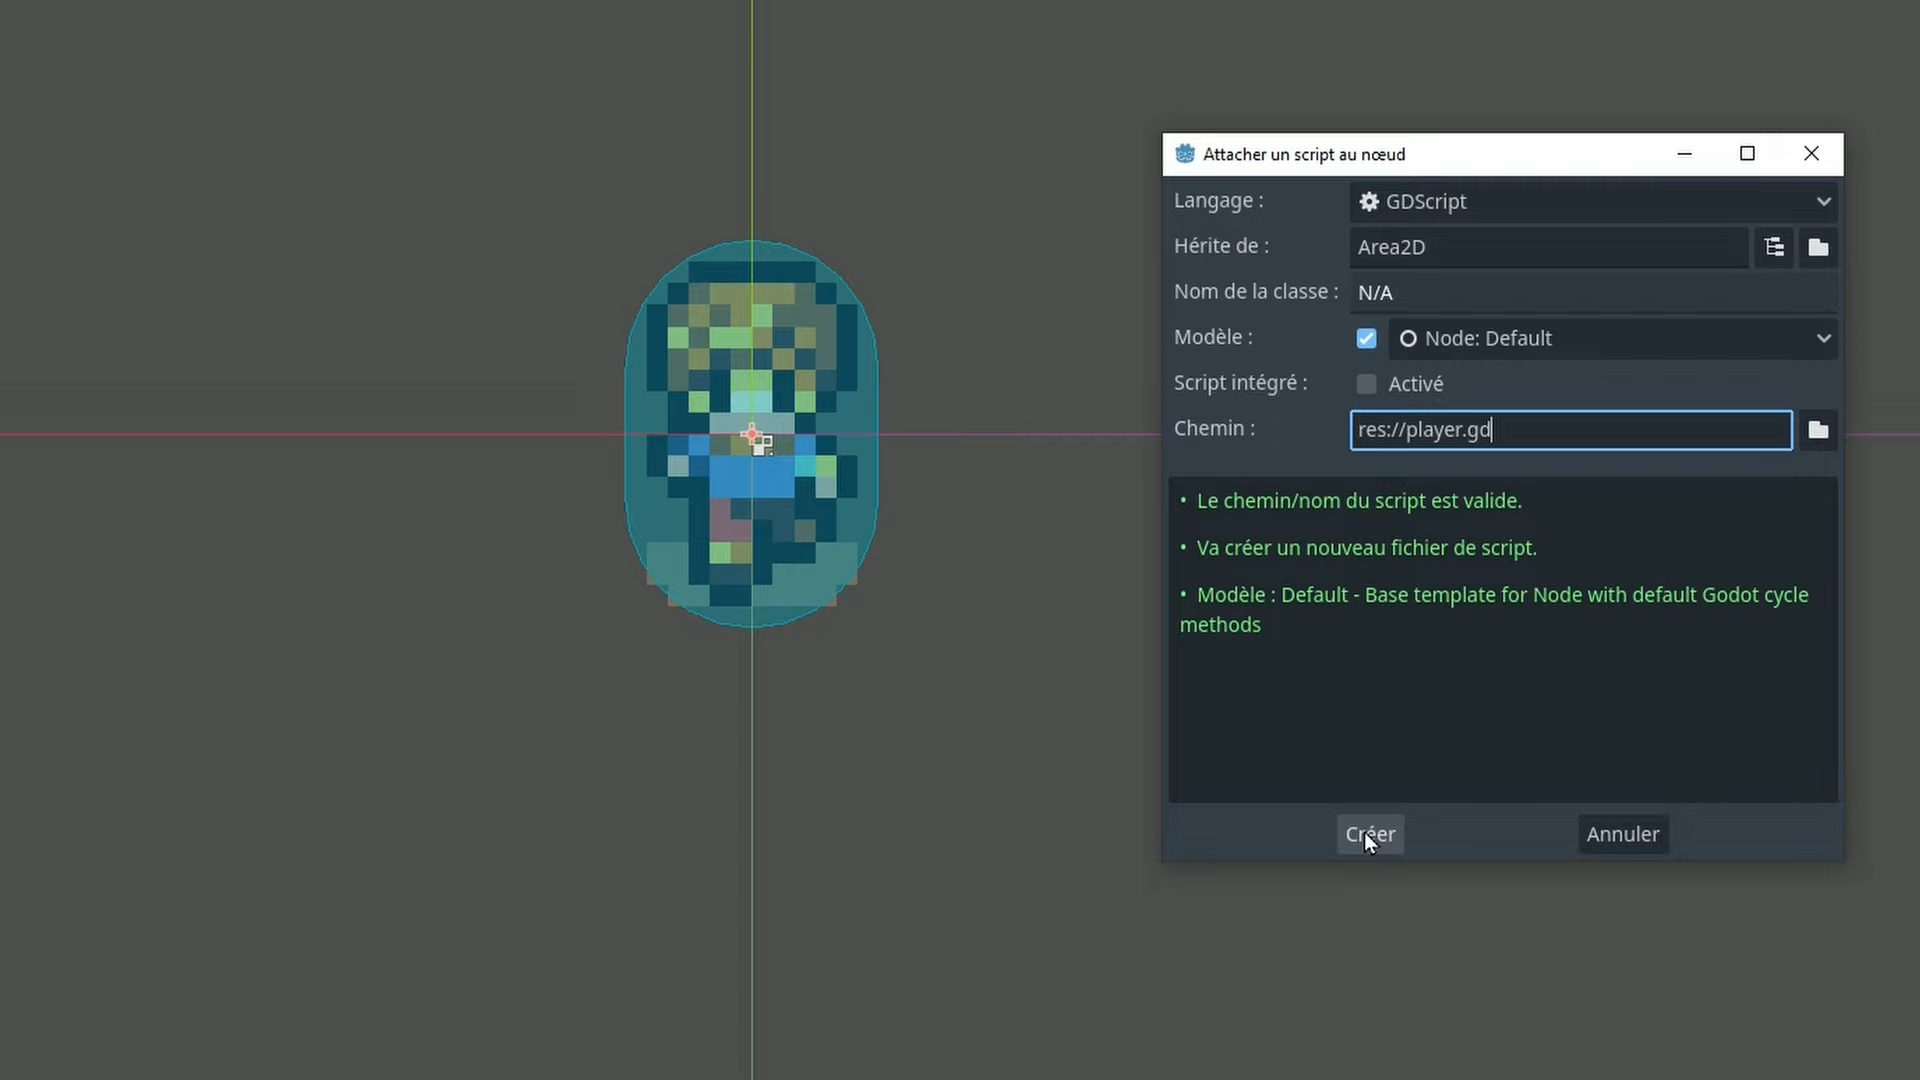 Attacher un script au nœud
Langage : GDScript
Hérite de : Area2D
Nom de la classe : N/A
Modèle : Node: Default
Script intégré : Activé
Chemin : res://player.gd
• Le chemin/nom du script est valide.
• Va créer un nouveau fichier de script.
• Modèle : Default - Base template for Node with default Godot cycle
methods
Créer Annuler